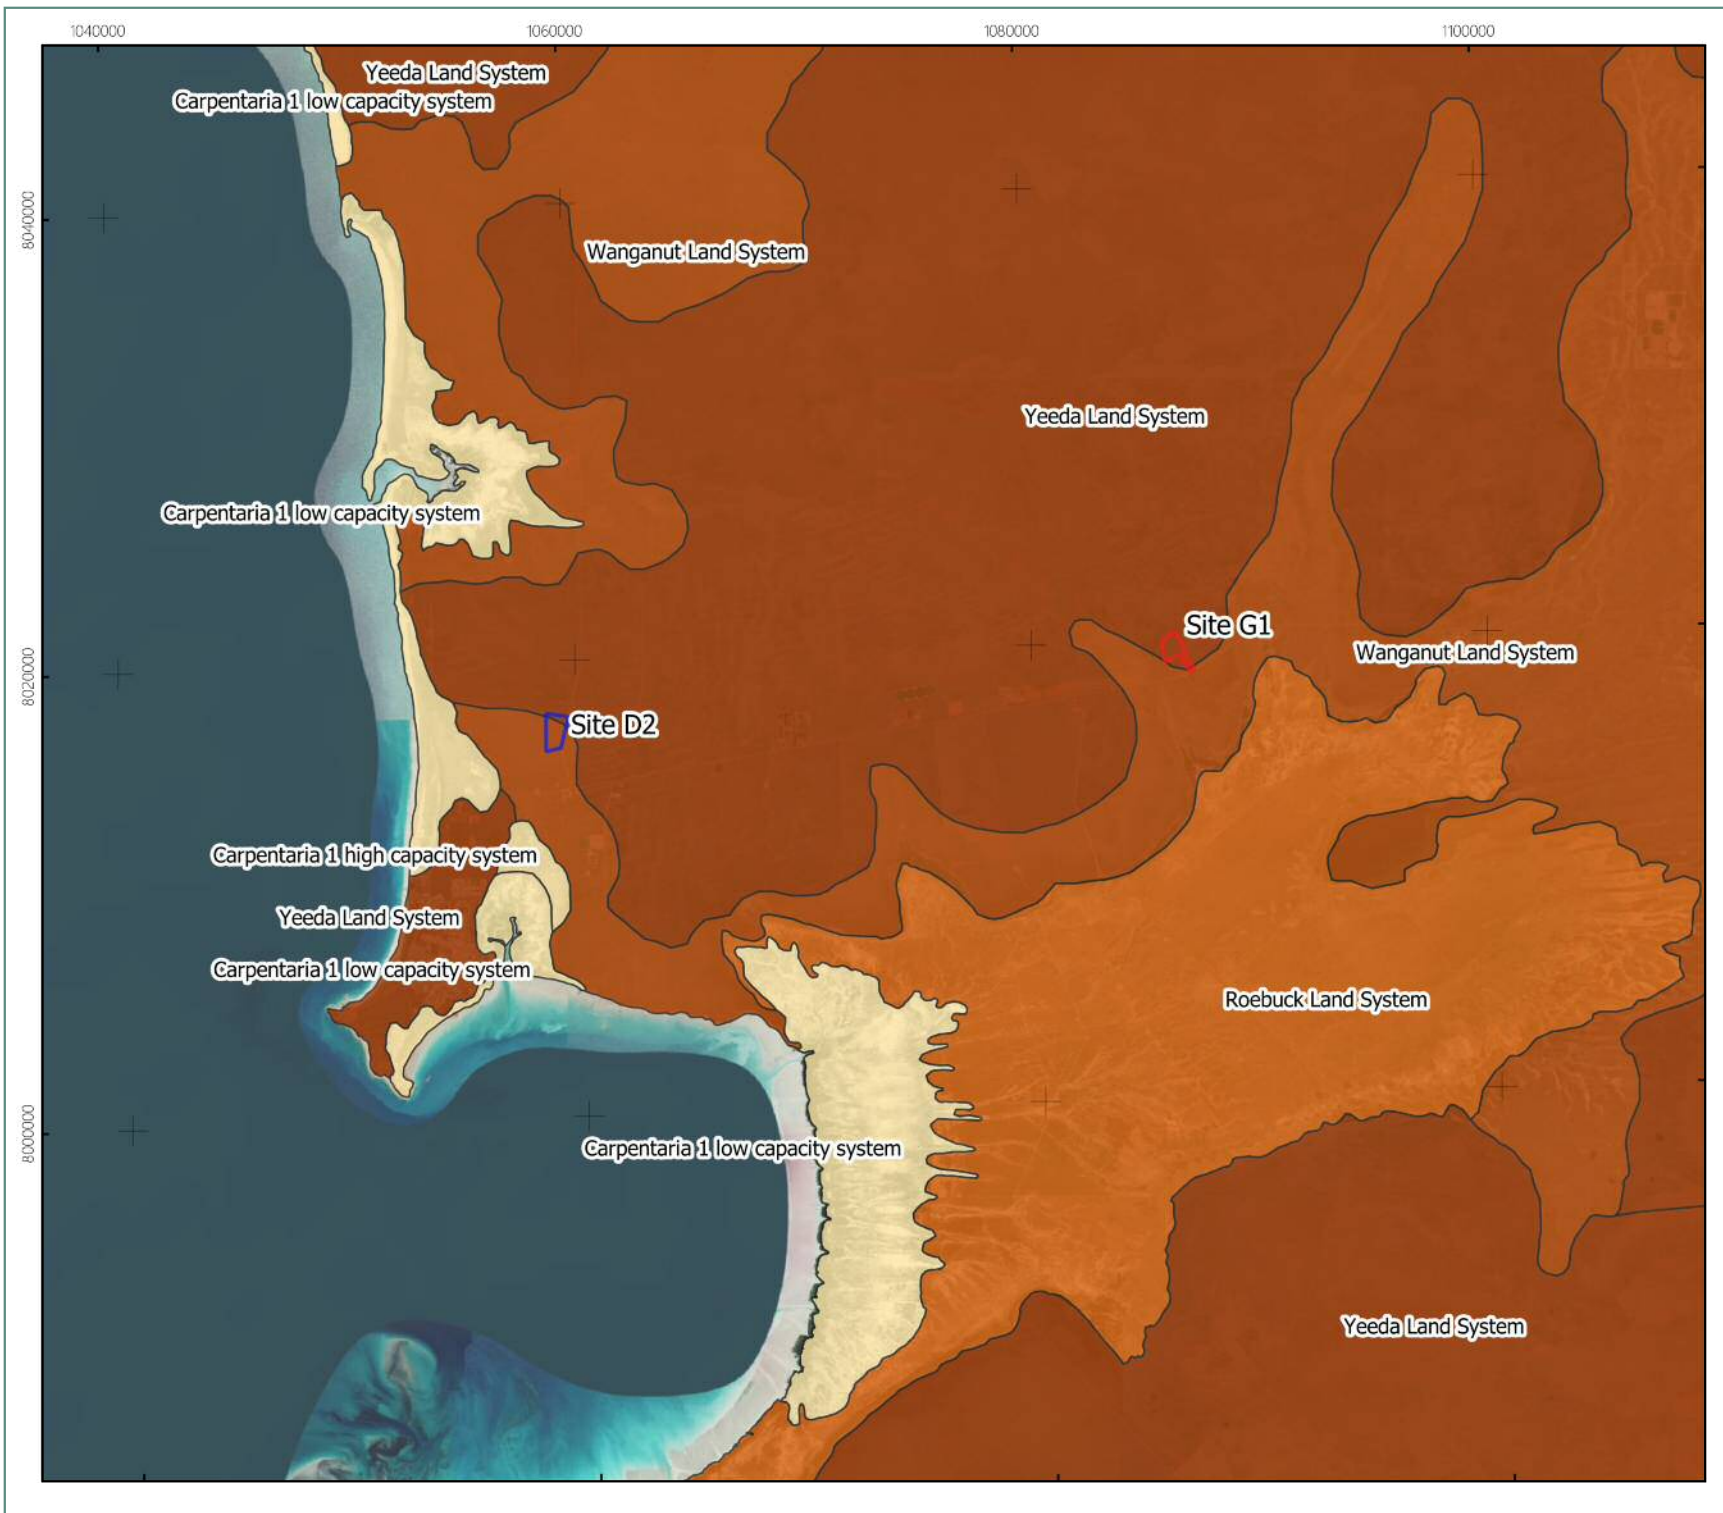 1040000
1060000
1080000
1100000
Yeeda Land System
Carpentaria 1 low capacity system
8040000
Wanganut Land System
Yeeda Land System
Carpentaria 1 low capacity system
Site G1
Wanganut Land System
8020000
Site D2
Carpentaria 1 high capacity system
Yeeda Land System
Carpentaria 1 low capacity system
Roebuck Land System
8000000
Carpentaria 1 low capacity system
Yeeda Land System